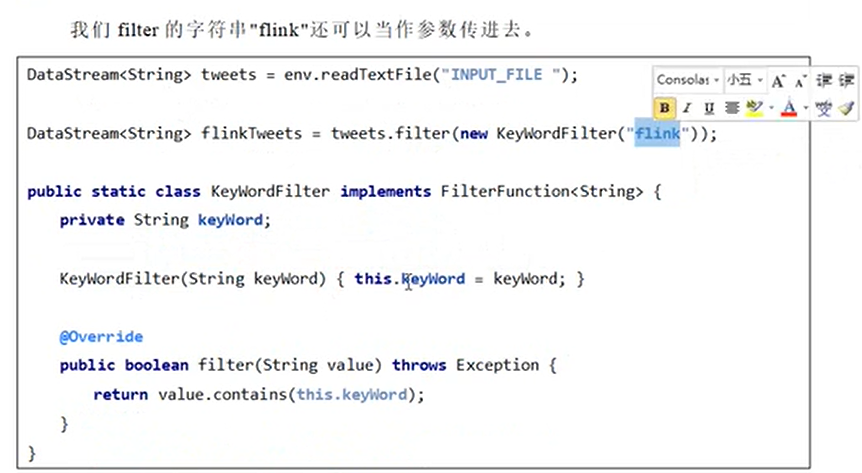 我们 filter 的字符串"flink"还可以当作参数传进去。
DataStream<String> tweets = env.readTextFile("INPUT_FILE ");
Consolas 小五 A A
B I U A
DataStream<String> flinkTweets = tweets.filter(new KeyWordFilter("flink"));
public static class KeyWordFilter implements FilterFunction<String> {
private String keyWord;
KeyWordFilter(String keyWord) { this.keyWord = keyWord; }
@Override
public boolean filter(String value) throws Exception {
return value.contains(this.keyWord);
}
}